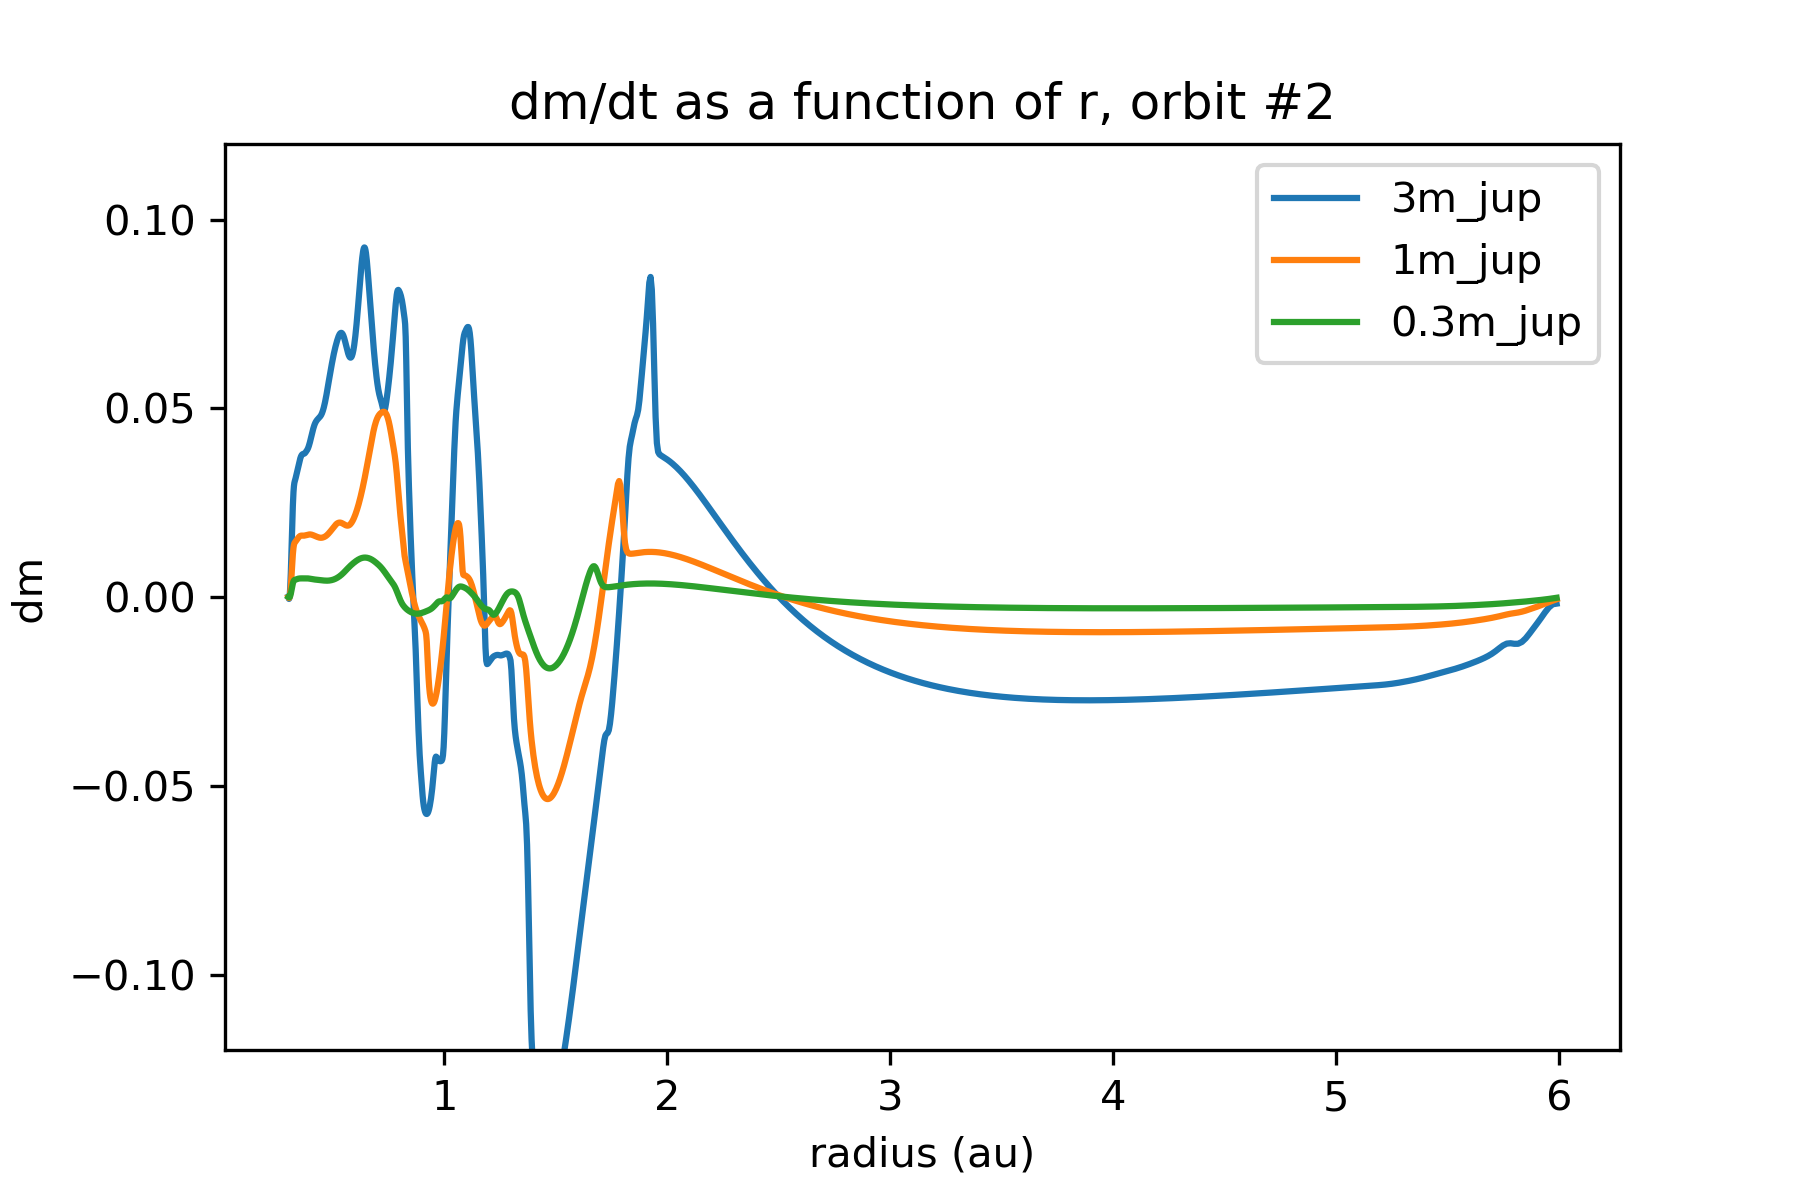 dm/dt as a function of r, orbit #2
3m_jup
1m_jup
0.3m_jup
0.10
0.05
0.00
−0.05
−0.10
dm
1 2 3 4 5 6
radius (au)